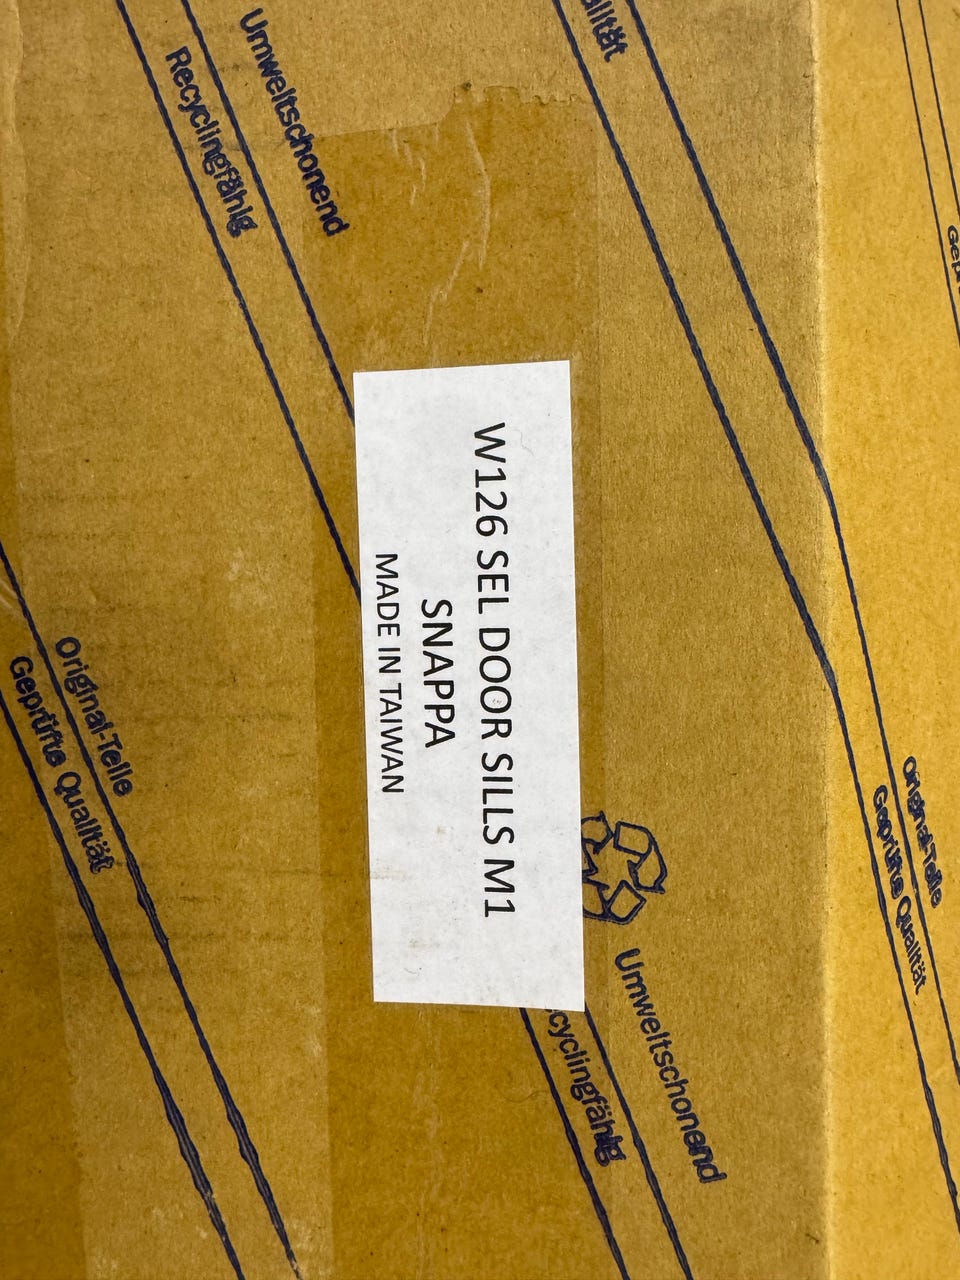 W126 SEL DOOR SILLS M1
SNAPPA
MADE IN TAIWAN
Umweltschonend
Recyclingfähig
Original-Teile
Geprüfte Qualität
Umweltschonend
Original-Teile
Geprüfte Qualität